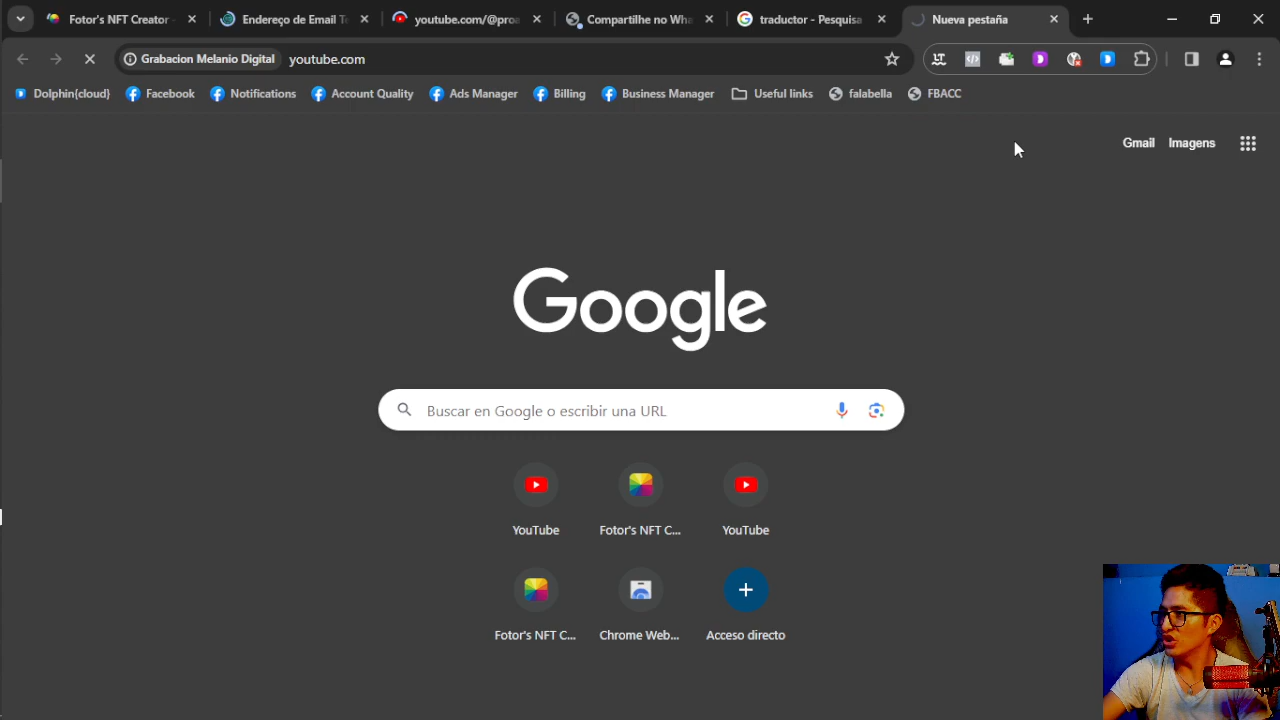 Fotor's NFT Creator -
Endereço de Email T
youtube.com/@proa
Compartilhe no Wha
traductor - Pesquisa
Nueva pestaña
Grabacion Melanio Digital
youtube.com
Dolphin{cloud}
Facebook
Notifications
Account Quality
Ads Manager
Billing
Business Manager
Useful links
falabella
FBACC
Gmail
Imagens
Google
Buscar en Google o escribir una URL
YouTube
Fotor's NFT C...
YouTube
Fotor's NFT C...
Chrome Web...
Acceso directo